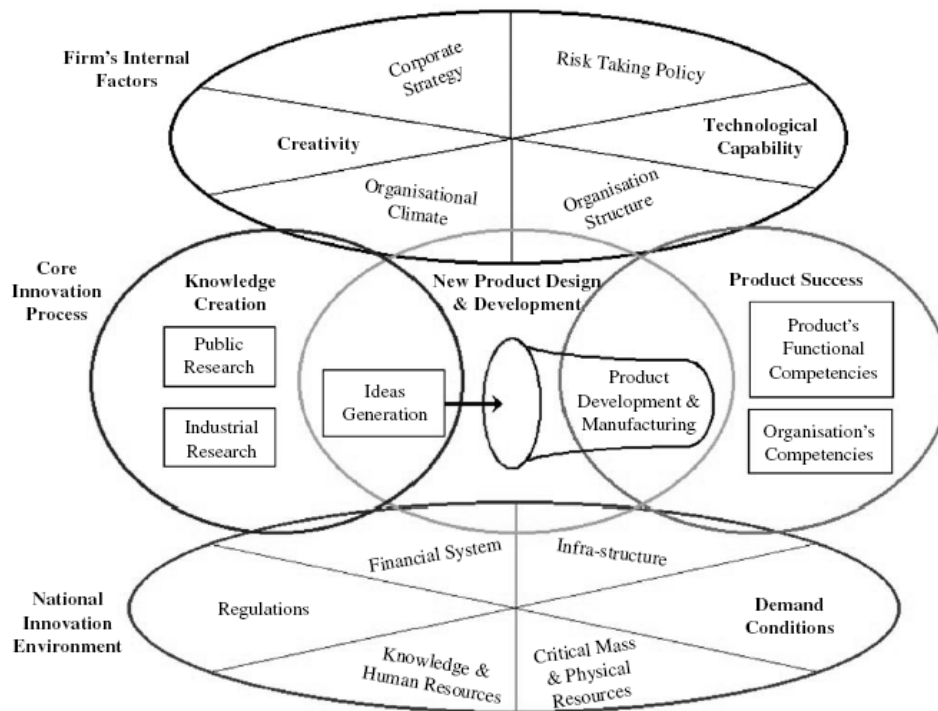 Firm's Internal
Factors
Corporate
Strategy
Risk Taking Policy
Creativity
Technological
Capability
Organisational
Climate
Organisation
Structure
Core
Innovation
Process
Knowledge
Creation
Public
Research
Industrial
Research
Ideas
Generation
New Product Design
& Development
Product
Development &
Manufacturing
Product Success
Product's
Functional
Competencies
Organisation's
Competencies
National
Innovation
Environment
Financial System
Infra-structure
Regulations
Demand
Conditions
Knowledge &
Human Resources
Critical Mass
& Physical
Resources